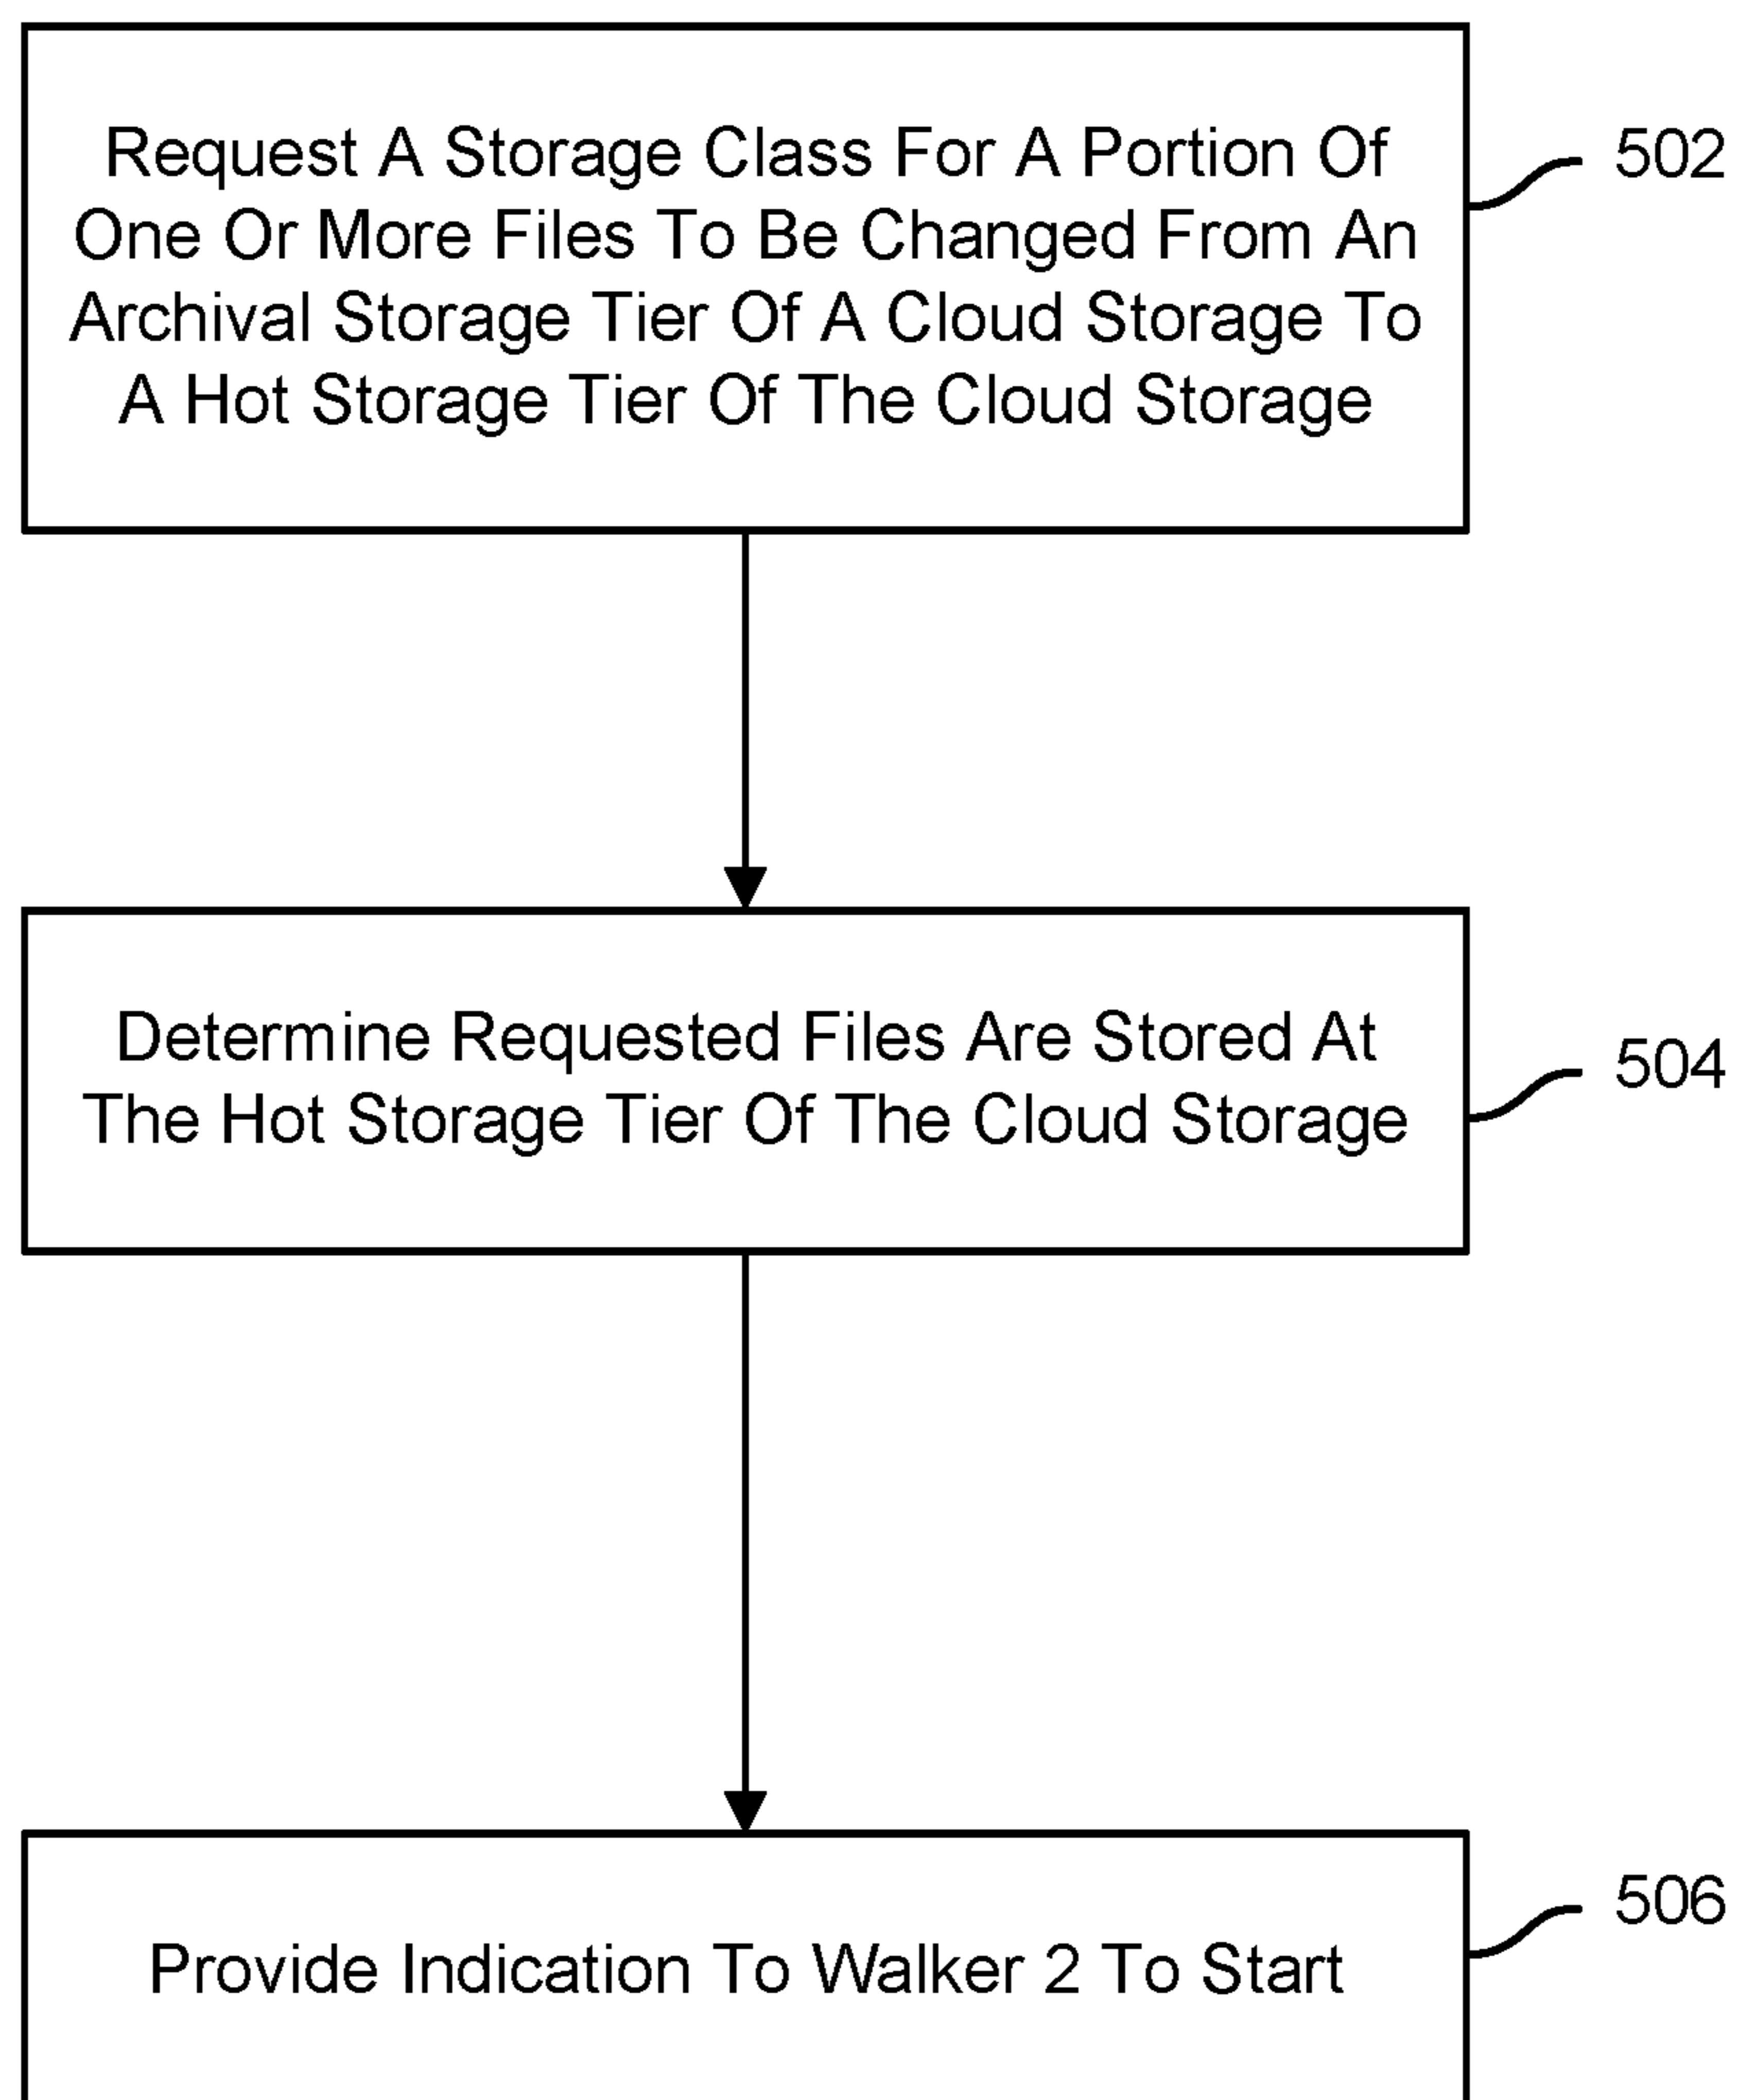 Request A Storage Class For A Portion Of
One Or More Files To Be Changed From An
Archival Storage Tier Of A Cloud Storage To
A Hot Storage Tier Of The Cloud Storage
502
Determine Requested Files Are Stored At
The Hot Storage Tier Of The Cloud Storage
504
Provide Indication To Walker 2 To Start
506